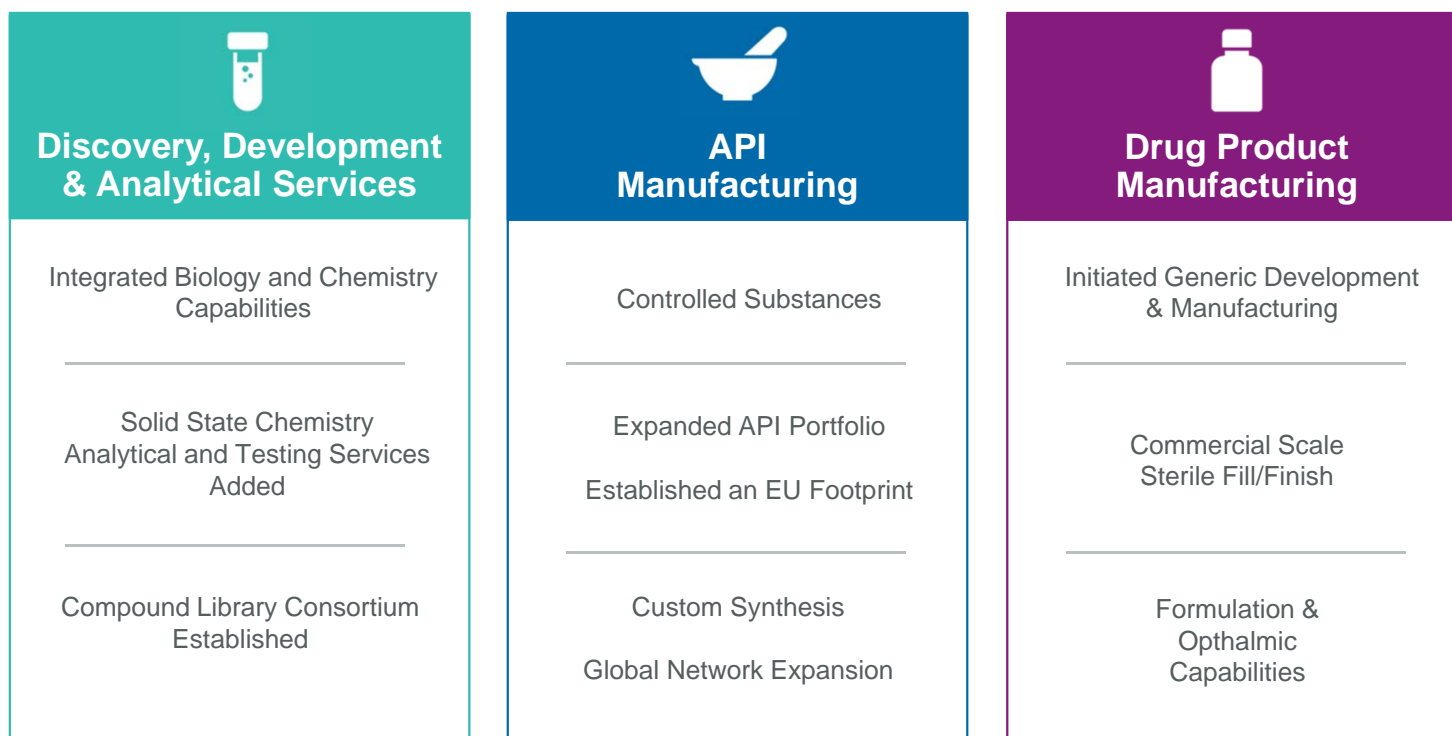 Discovery, Development
& Analytical Services
Integrated Biology and Chemistry
Capabilities
Solid State Chemistry
Analytical and Testing Services
Added
Compound Library Consortium
Established
API
Manufacturing
Controlled Substances
Expanded API Portfolio
Established an EU Footprint
Custom Synthesis
Global Network Expansion
Drug Product
Manufacturing
Initiated Generic Development
& Manufacturing
Commercial Scale
Sterile Fill/Finish
Formulation &
Opthalmic
Capabilities